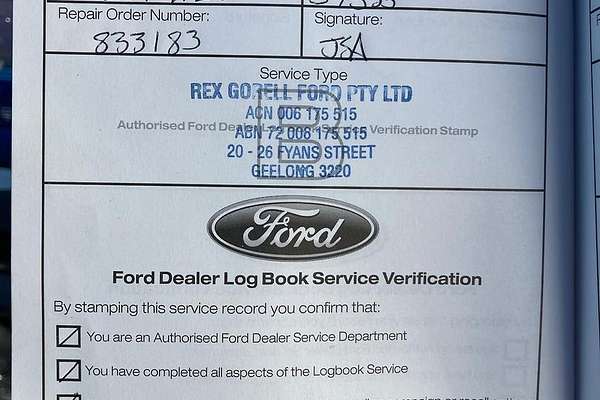 Repair Order Number:
Signature:
833183
JSA
Service Type
B
REX GORELL FORD PTY LTD
ACN 006 175 515
Authorised Ford Dealer Log Book Service Verification Stamp
ABN 72 006 175 515
20 - 26 FYANS STREET
GEELONG 3220
Ford
Ford Dealer Log Book Service Verification
By stamping this service record you confirm that:
You are an Authorised Ford Dealer Service Department
You have completed all aspects of the Logbook Service